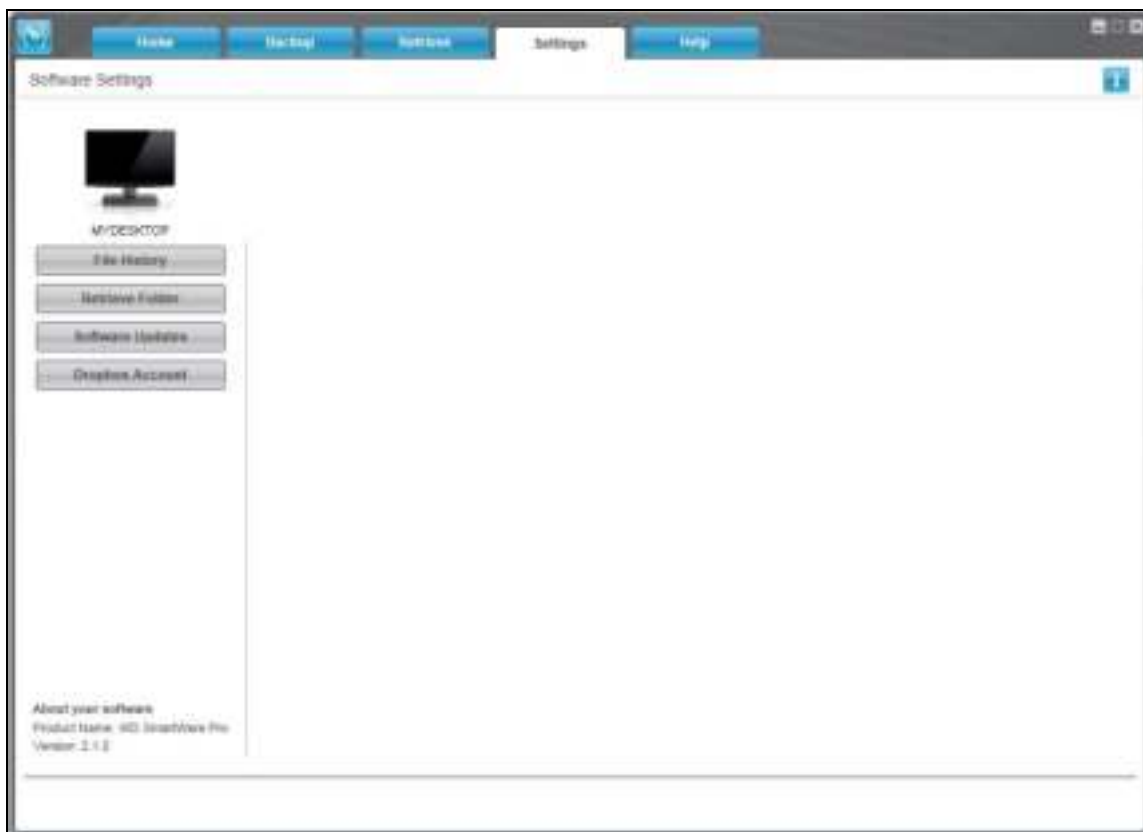 Home
Backup
Retrieve
Settings
Help
Software Settings
MYDESKTOP
File History
Retrieve Folder
Software Updates
Dropbox Account
About your software
Product Name: WD SmartWare Pro
Version: 2.1.0